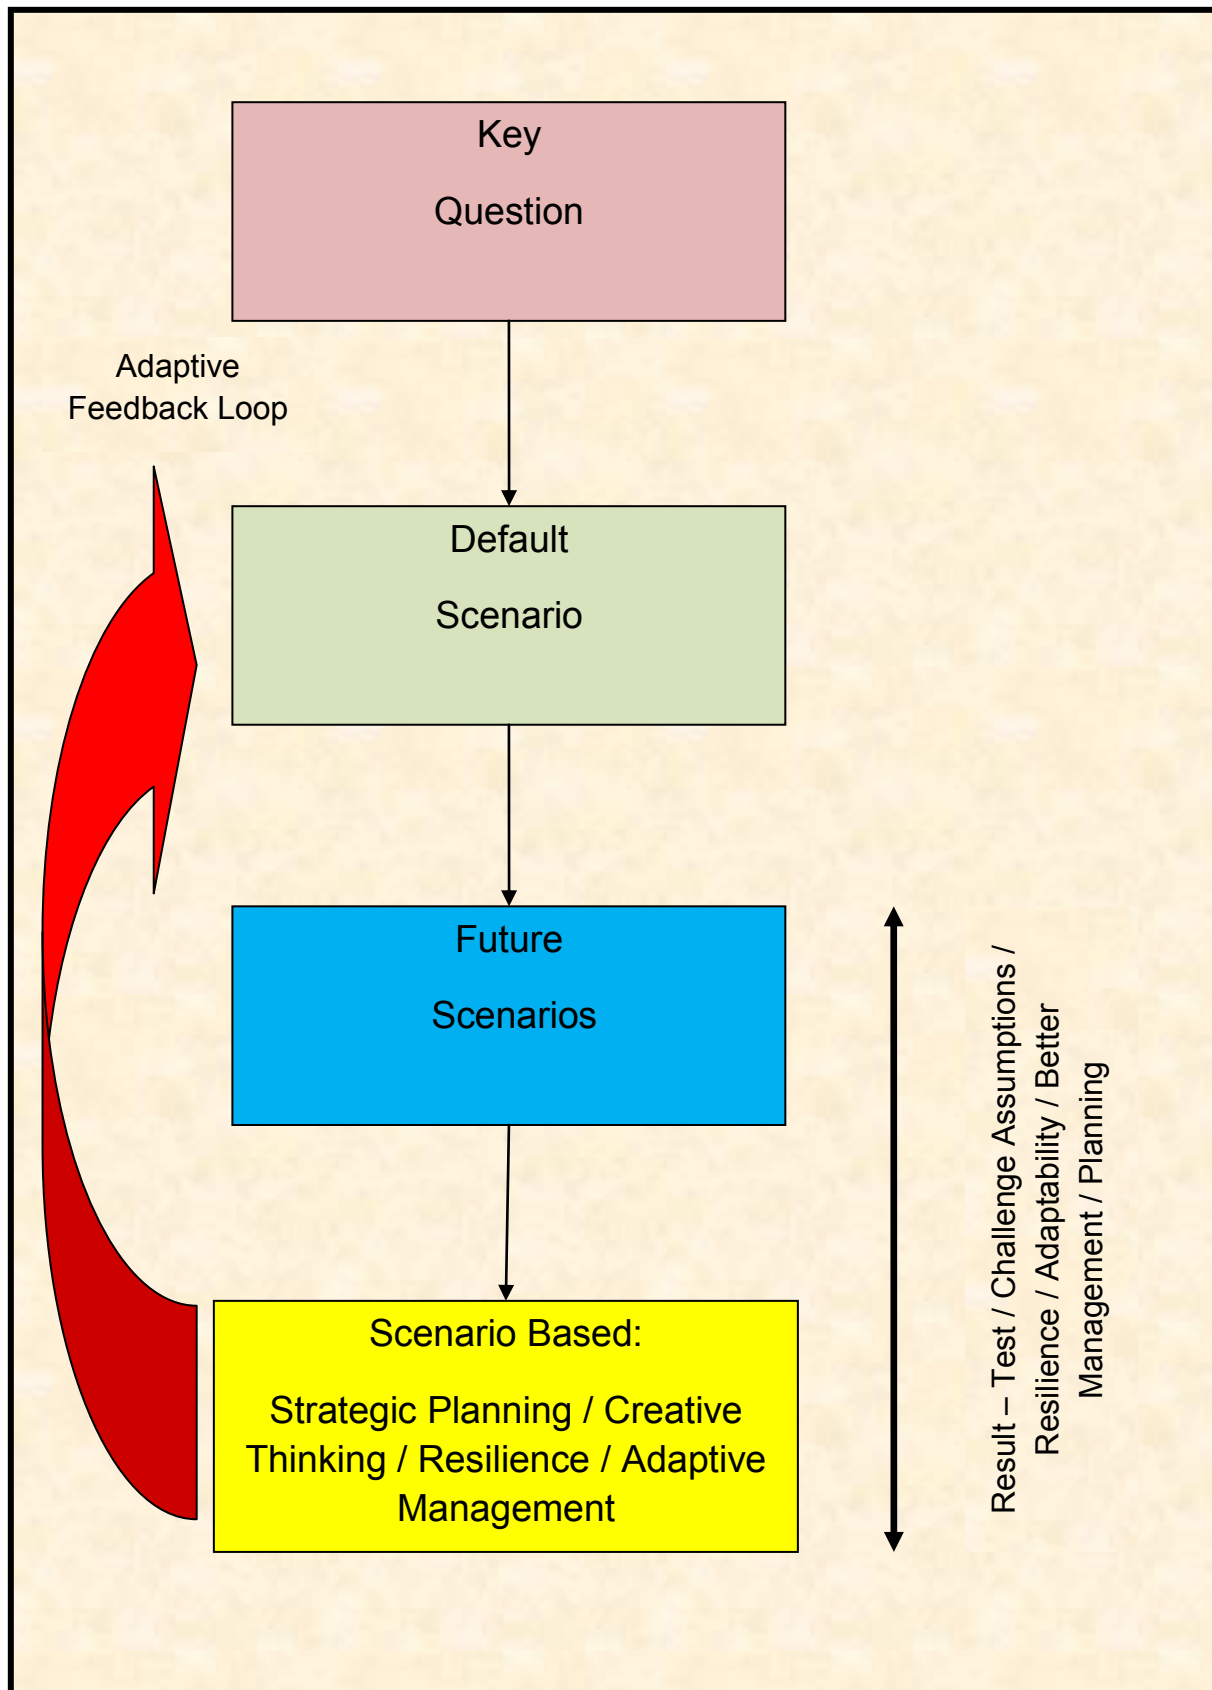 Key
Question
Adaptive
Feedback Loop
Default
Scenario
Future
Scenarios
Scenario Based:
Strategic Planning / Creative
Thinking / Resilience / Adaptive
Management
Result – Test / Challenge Assumptions /
Resilience / Adaptability / Better
Management / Planning